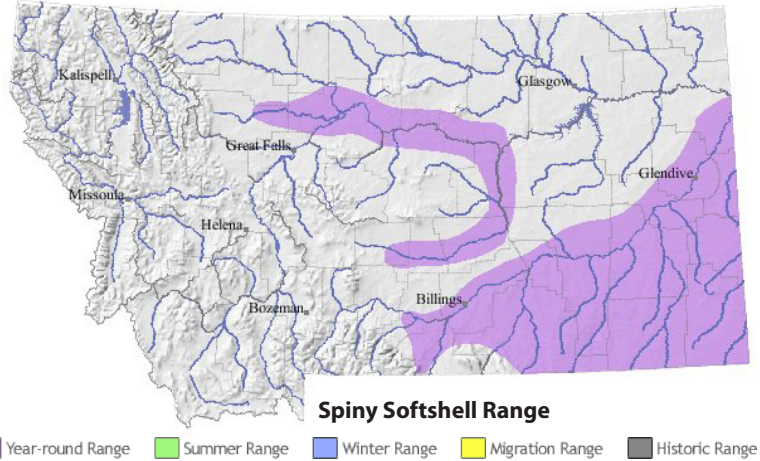 Kalispell
Glasgow
Great Falls
Glendive
Missoula
Helena
Billings
Bozeman
Spiny Softshell Range
Year-round Range Summer Range Winter Range Migration Range Historic Range